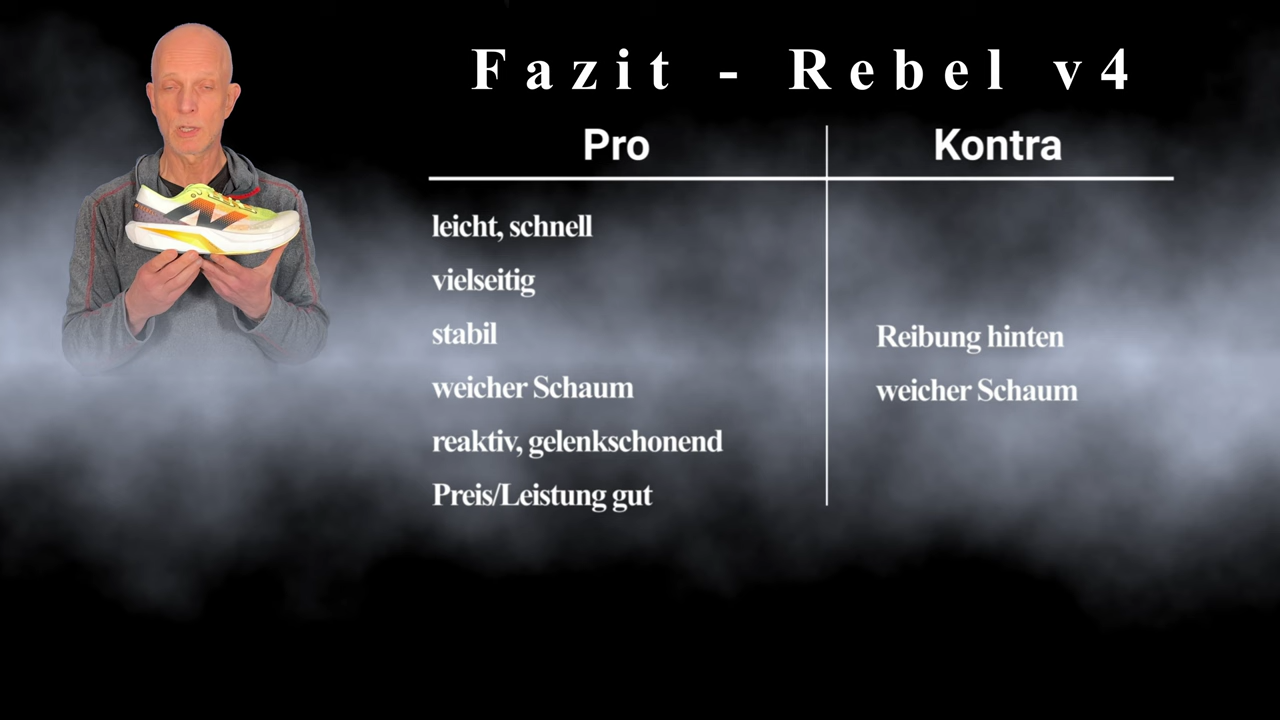 Fazit - Rebel v4
Pro
Kontra
leicht, schnell
vielseitig
stabil
weicher Schaum
reaktiv, gelenkschonend
Preis/Leistung gut
Reibung hinten
weicher Schaum